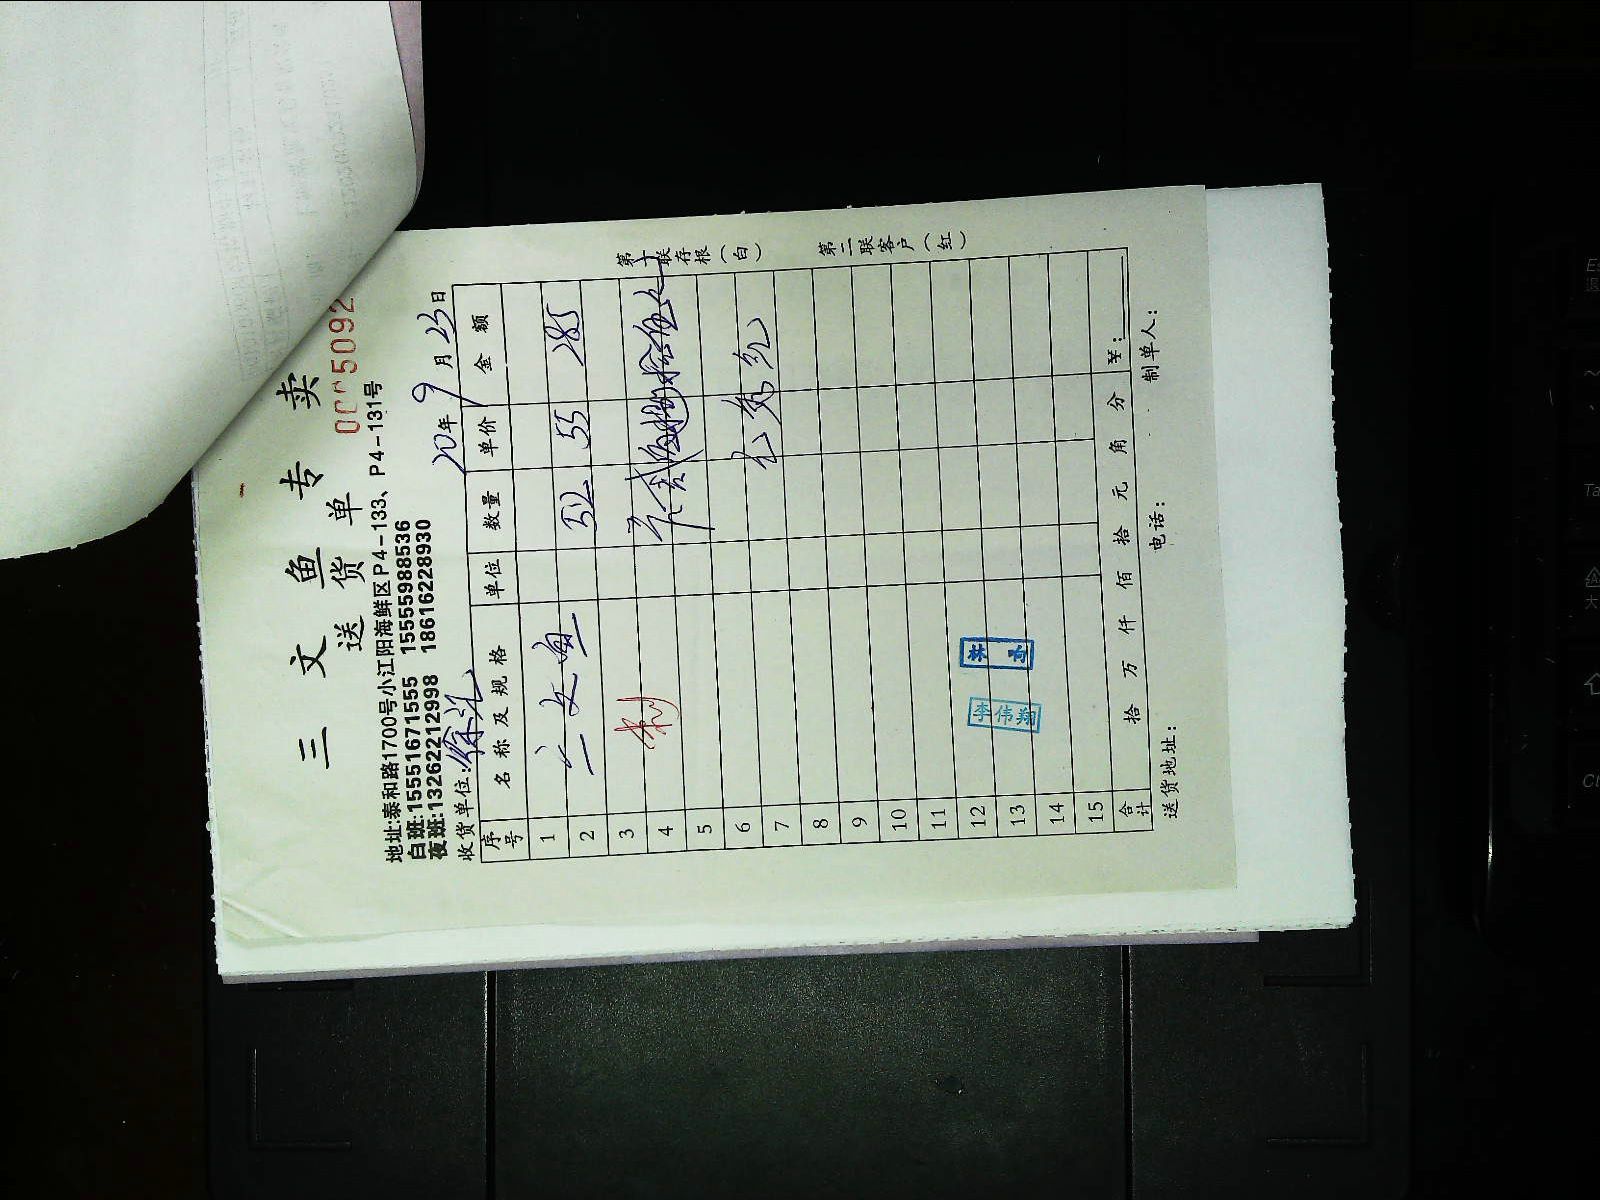 三文鱼专卖
送货单
5092
地址:泰和路1700号小江阳海鲜区P4-133、P4-131号
白班:15551671555 15555988536
夜班:13262212998 18616228930
收货单位: 20年9月23日
序号 名称及规格 单位 数量 单价 金额
1 三文鱼 52 55 285
2
3
4
5
6
7
8
9
10
11
12
13
14
15
李伟翔
合计 拾 万 仟 佰 拾 元 角 分 ¥:
送货地址: 电话: 制单人:
第一联存根(白)
第二联客户(红)